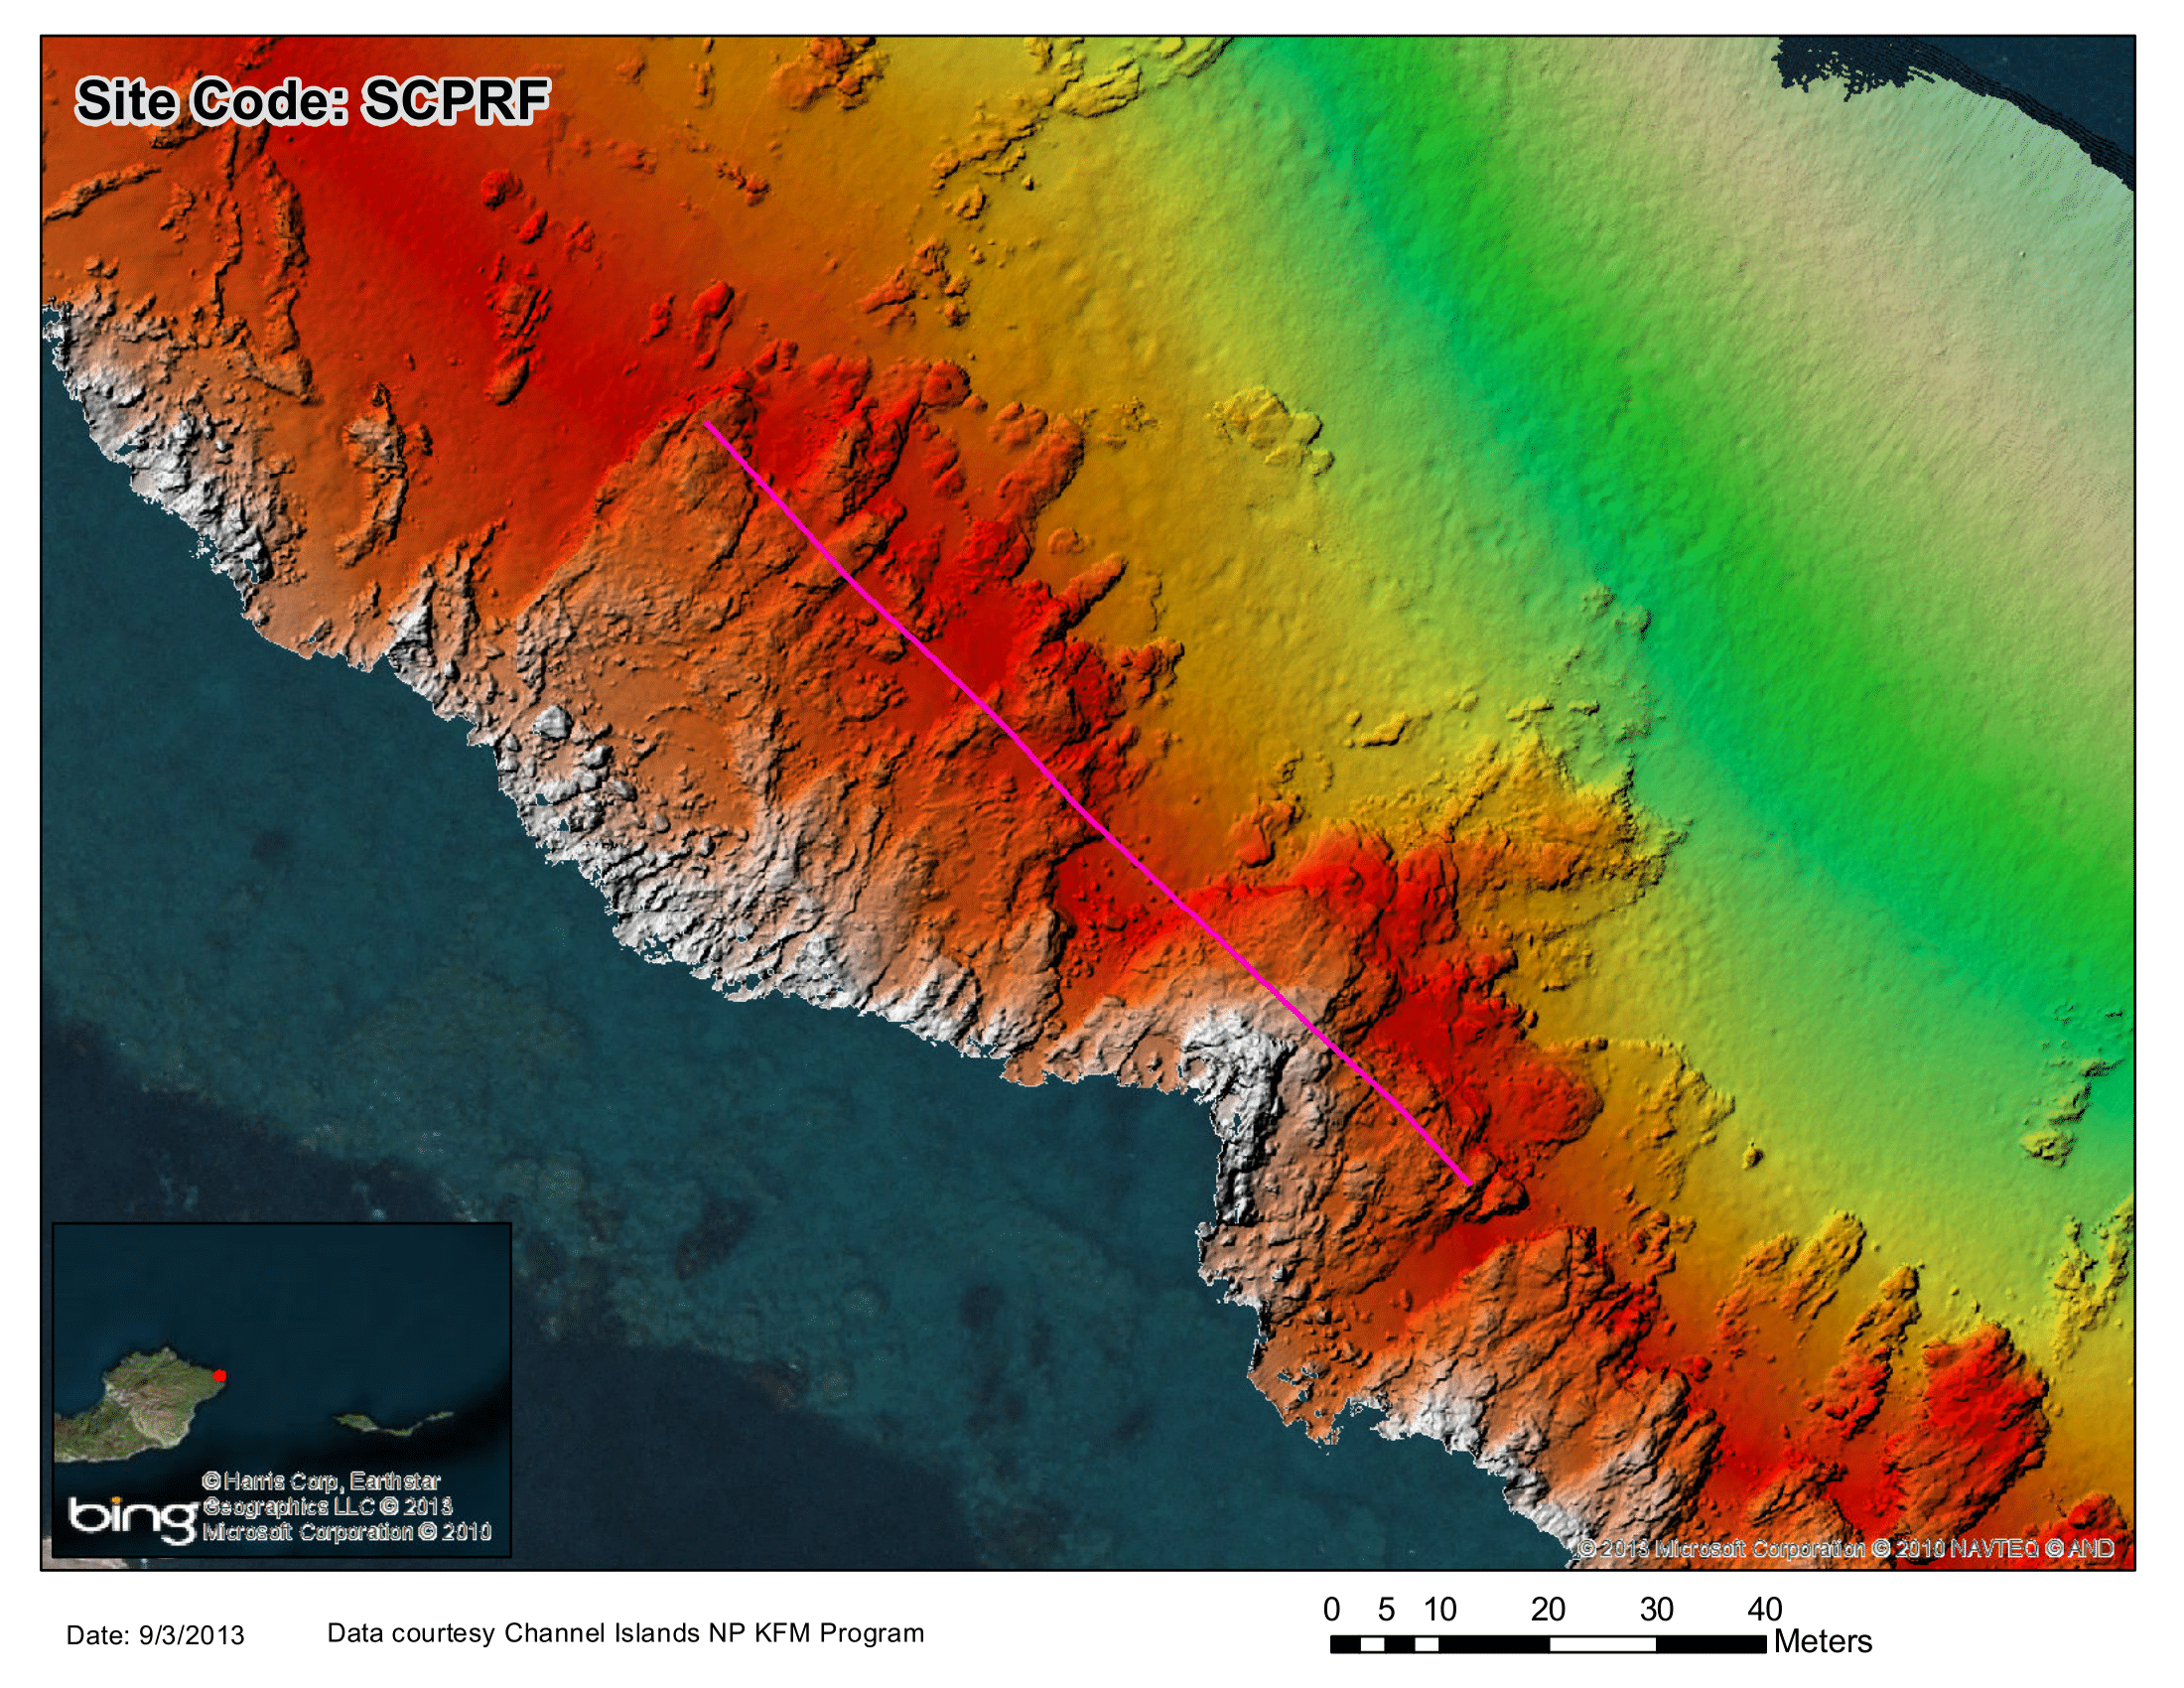 Site Code: SCPRF
©Harris Corp, Earthstar
Geographics LLC © 2013
Microsoft Corporation © 2010
bing
© 2013 Microsoft Corporation © 2010 NAVTEQ © AND
0 5 10 20 30 40
Meters
Date: 9/3/2013
Data courtesy Channel Islands NP KFM Program